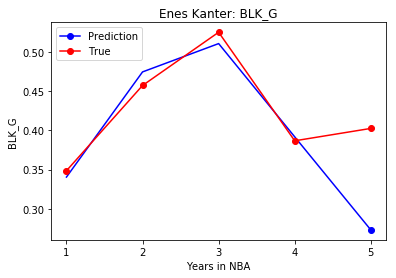 Enes Kanter: BLK_G
Prediction
True
0.50
0.45
0.40
0.35
0.30
BLK_G
1 2 3 4 5
Years in NBA